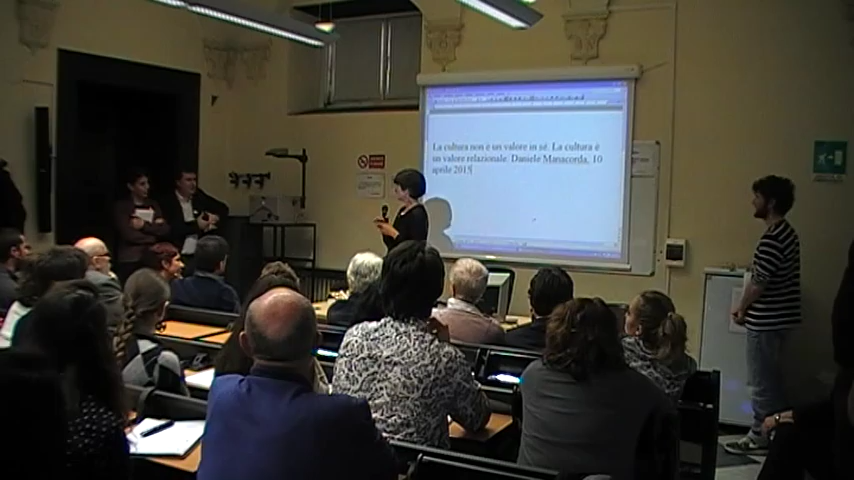 La cultura non è un valore in sé. La cultura è
un valore relazionale. Daniele Manacorda, 10
aprile 2015